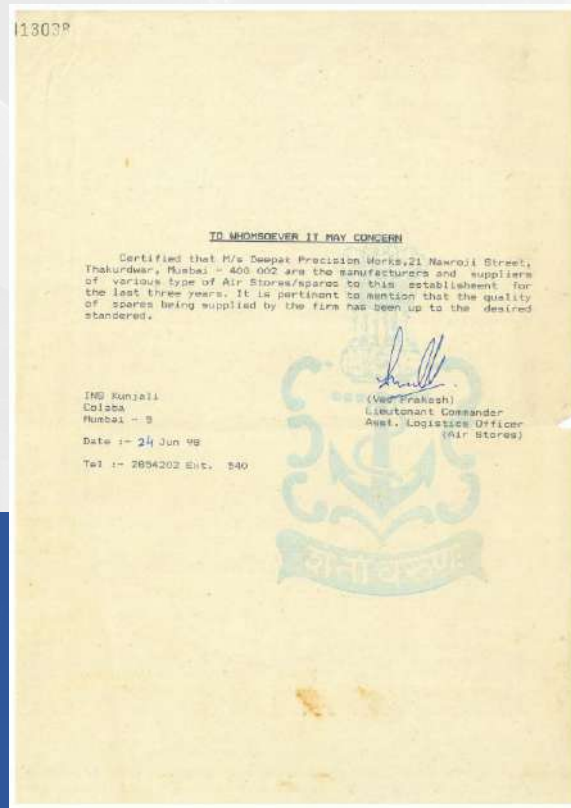 113038
TO WHOMSOEVER IT MAY CONCERN
Certified that M/s Deepak Precision Works,21 Nawroji Street,
Thakurdwar, Mumbai - 400 002 are the manufacturers and suppliers
of various type of Air Stores/spares to this establishment for
the last three years. It is pertinent to mention that the quality
of spares being supplied by the firm has been up to the desired
standered.
(Ved Prakash)
Lieutenant Commander
Asst. Logistics Officer
(Air Stores)
INS Kunjali
Colaba
Mumbai - 5
Date :- 24 Jun 98
Tel :- 2854202 Ext. 540
शं नो वरुणः